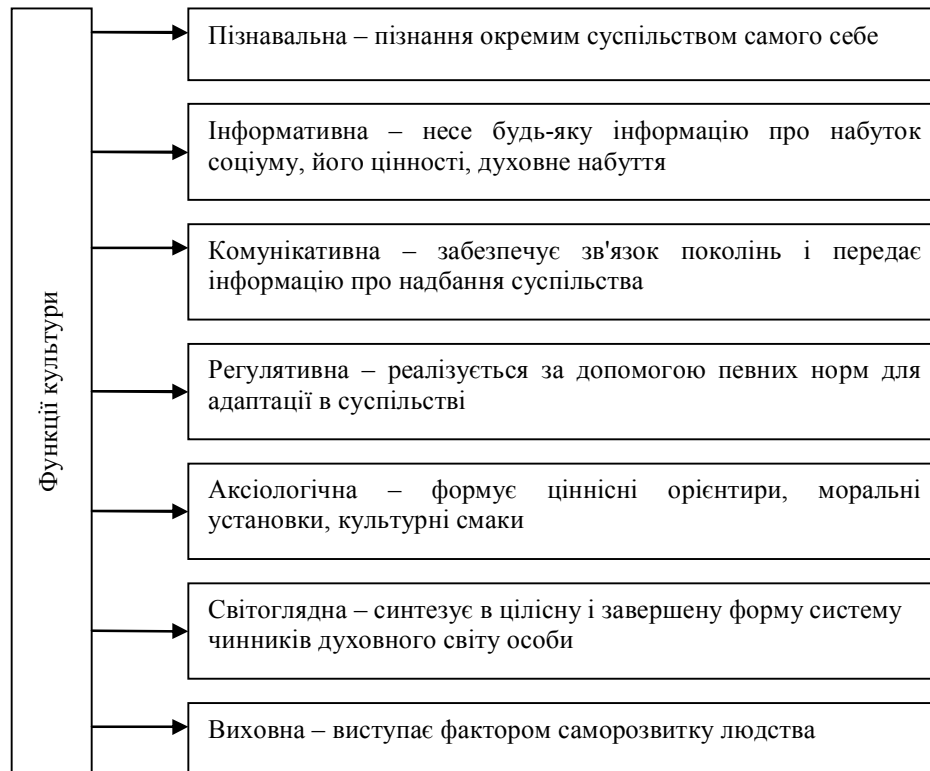 Функції культури
Пізнавальна – пізнання окремим суспільством самого себе
Інформативна – несе будь-яку інформацію про набуток
соціуму, його цінності, духовне набуття
Комунікативна – забезпечує зв'язок поколінь і передає
інформацію про надбання суспільства
Регулятивна – реалізується за допомогою певних норм для
адаптації в суспільстві
Аксіологічна – формує ціннісні орієнтири, моральні
установки, культурні смаки
Світоглядна – синтезує в цілісну і завершену форму систему
чинників духовного світу особи
Виховна – виступає фактором саморозвитку людства